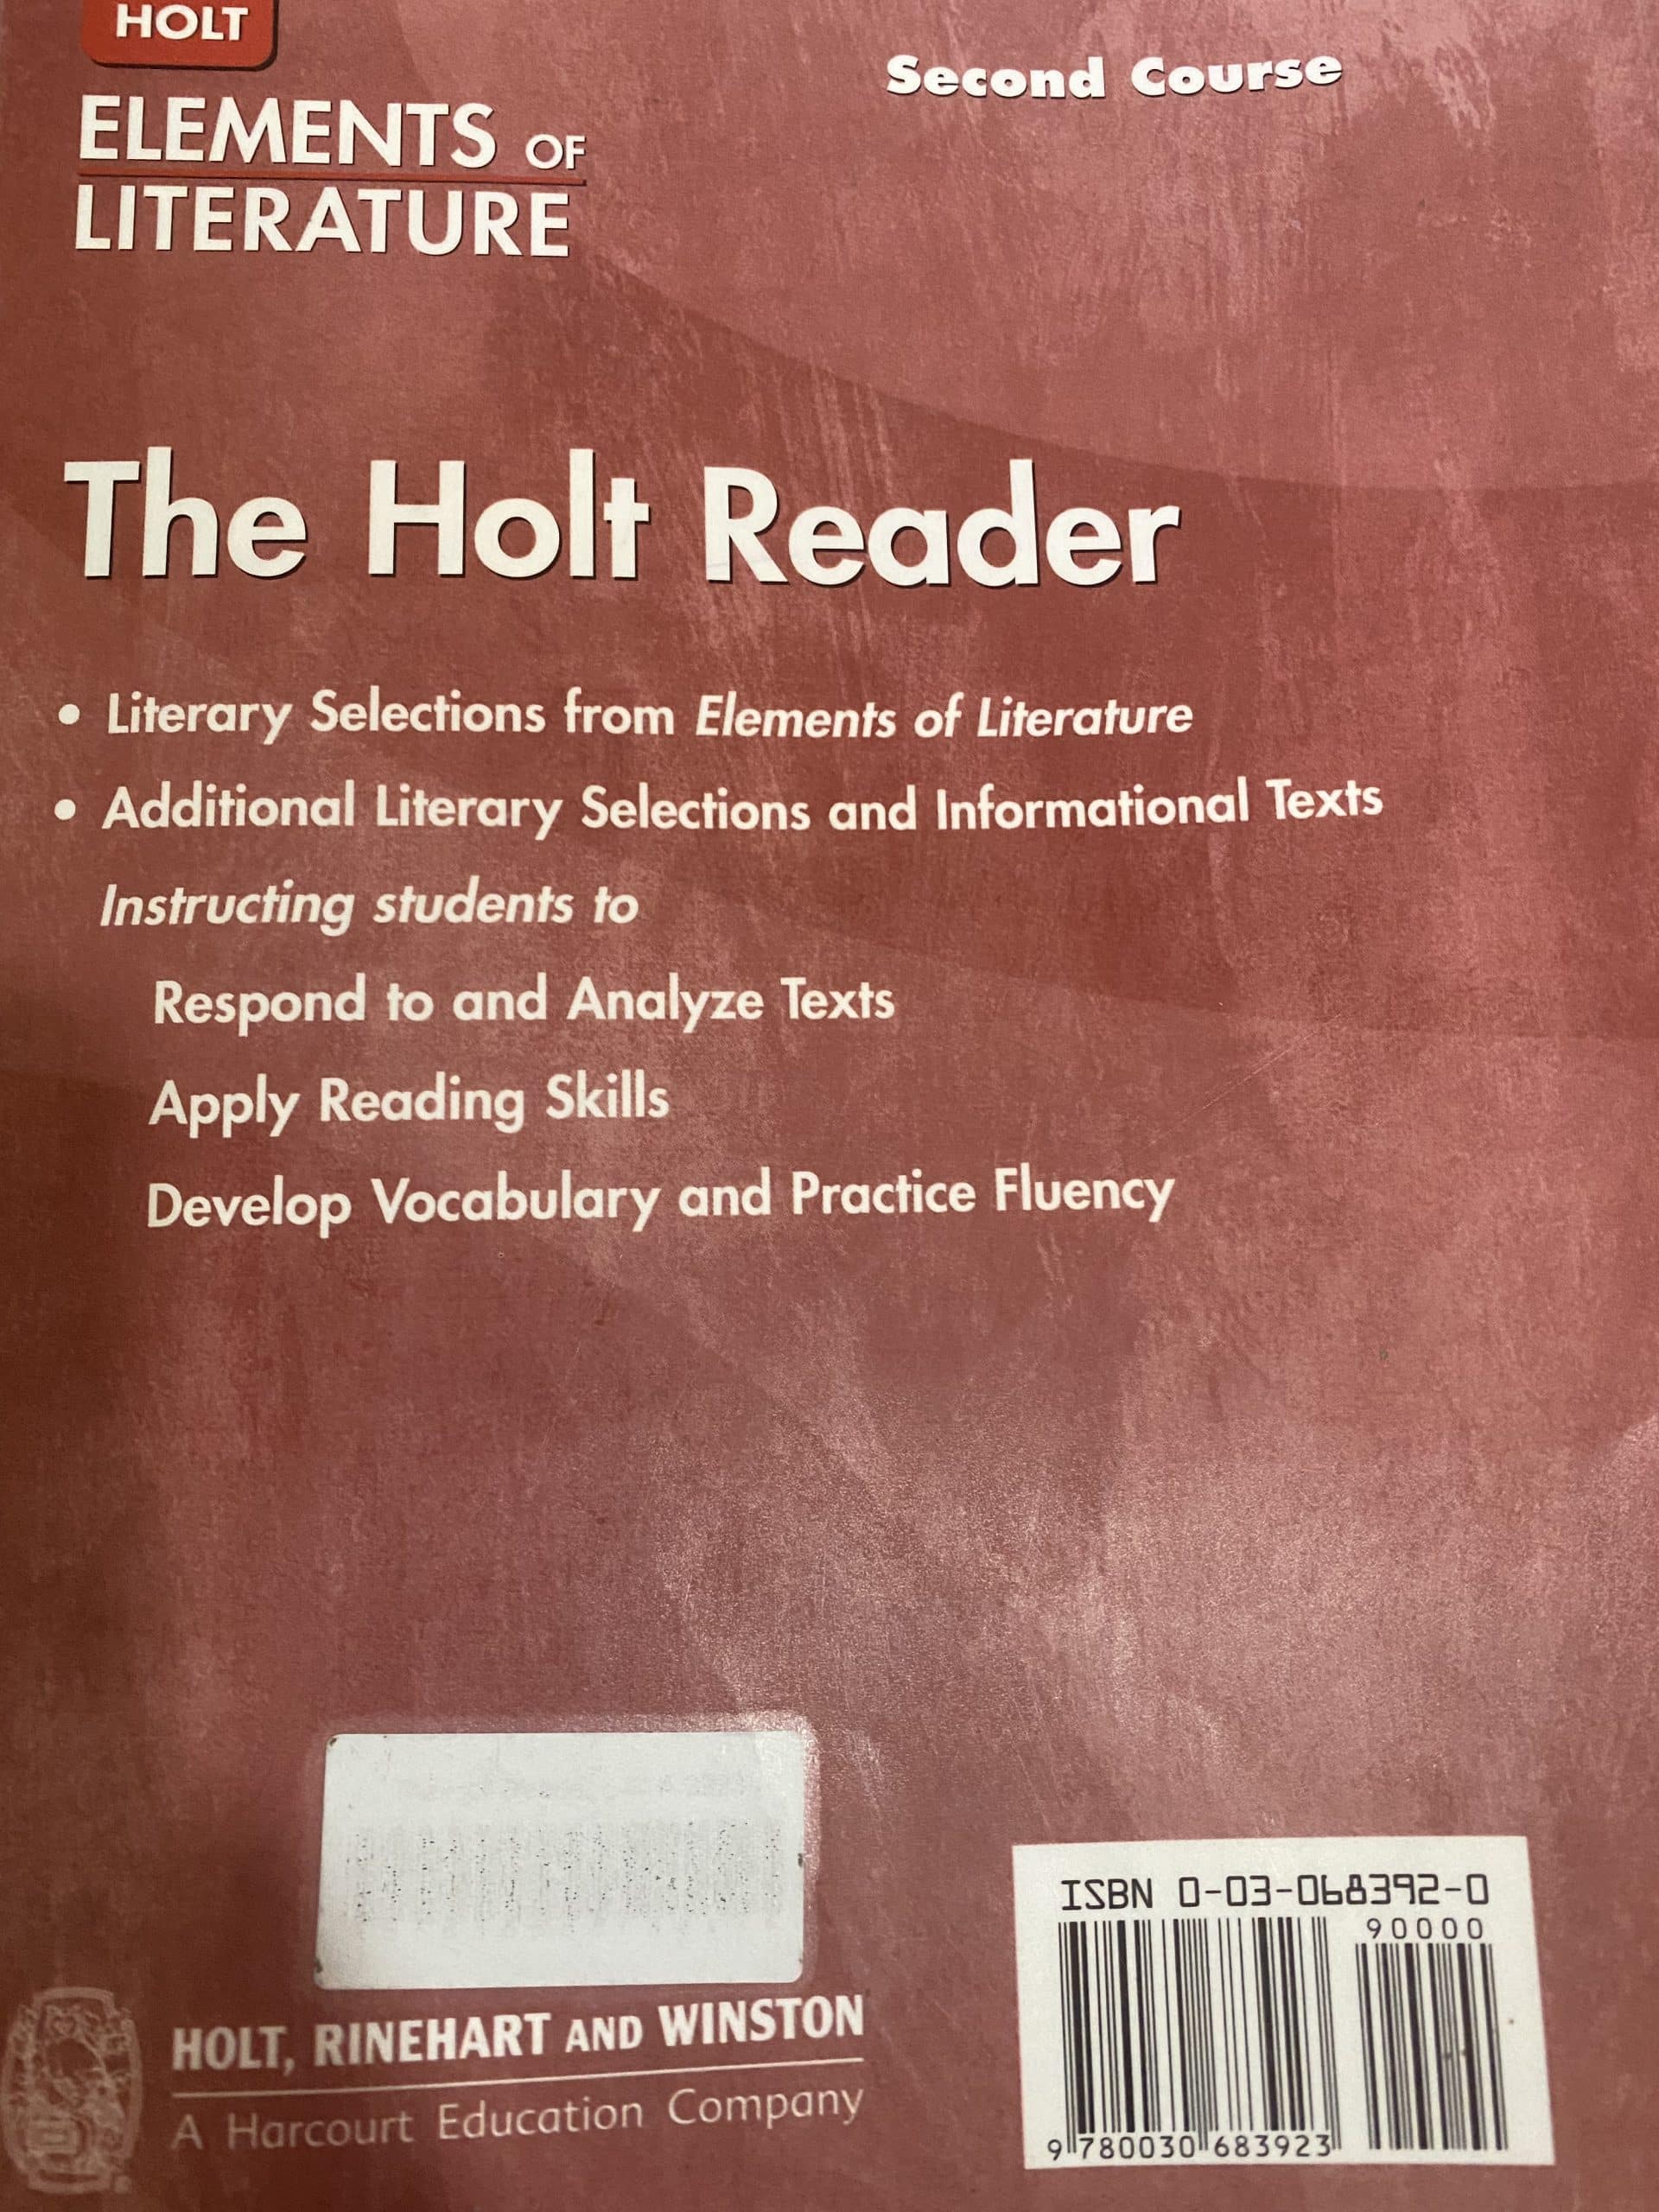 HOLT
ELEMENTS OF
LITERATURE
Second Course
The Holt Reader
• Literary Selections from Elements of Literature
• Additional Literary Selections and Informational Texts
Instructing students to
Respond to and Analyze Texts
Apply Reading Skills
Develop Vocabulary and Practice Fluency
HOLT, RINEHART AND WINSTON
A Harcourt Education Company
ISBN 0-03-068392-0
90000
9 780030 683923